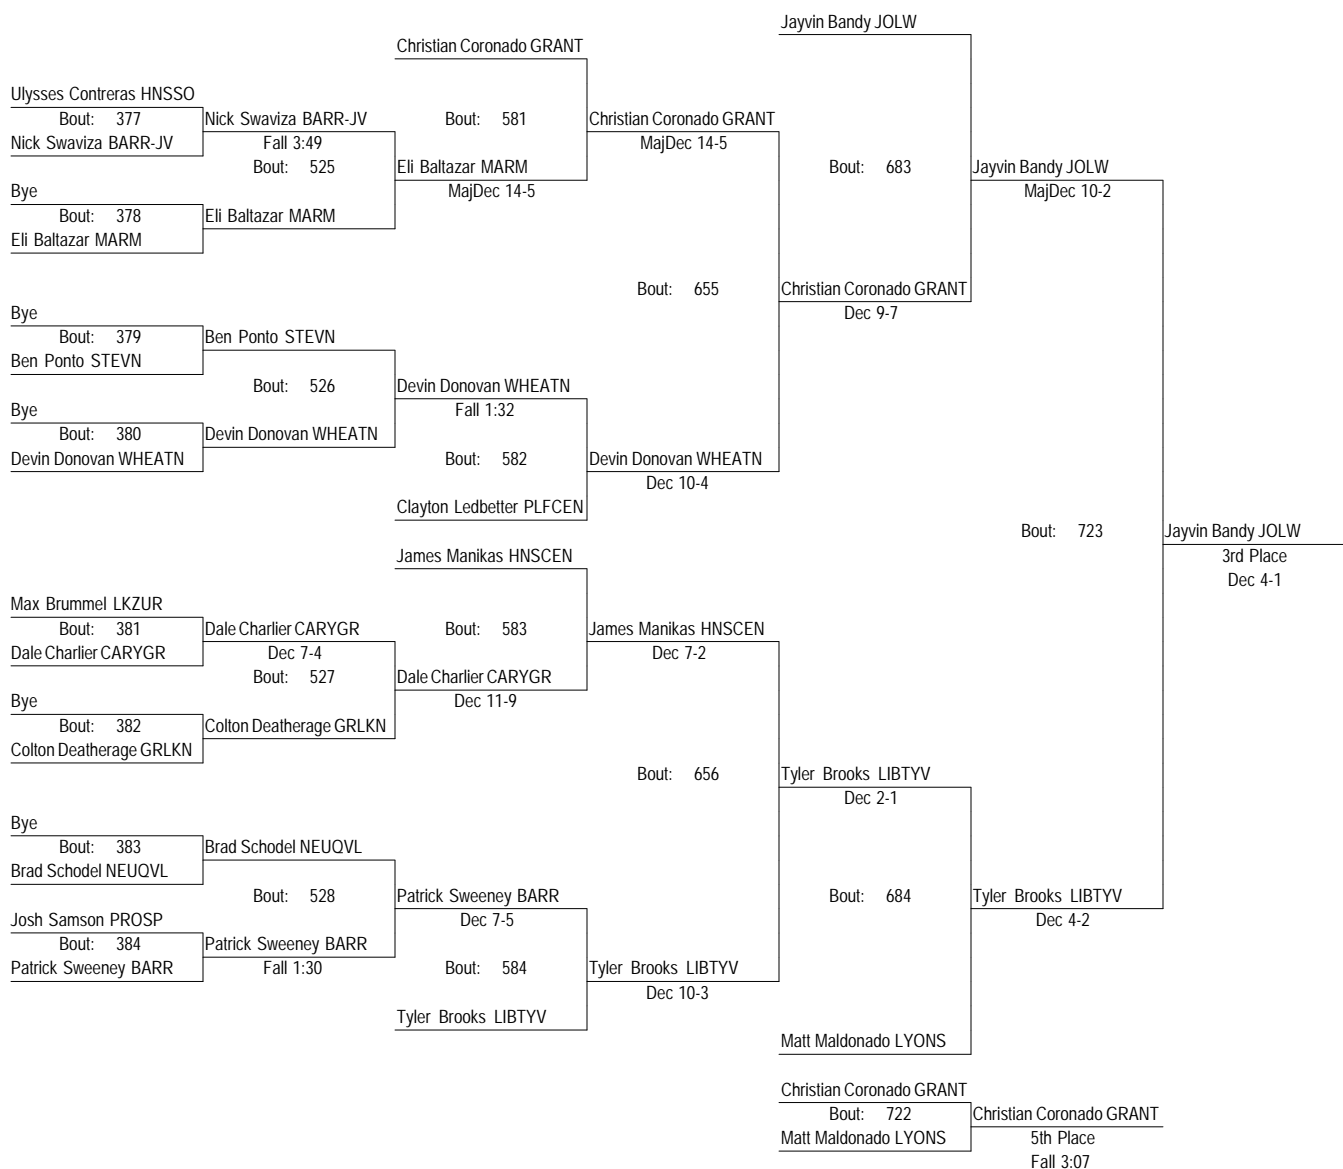 Jayvin Bandy JOLW
Christian Coronado GRANT
Ulysses Contreras HNSSO
Bout: 377
Nick Swaviza BARR-JV
Nick Swaviza BARR-JV
Fall 3:49
Bout: 525
Bout: 581
Christian Coronado GRANT
MajDec 14-5
Eli Baltazar MARM
MajDec 14-5
Bout: 683
Jayvin Bandy JOLW
MajDec 10-2
Bye
Bout: 378
Eli Baltazar MARM
Eli Baltazar MARM
Bout: 655
Christian Coronado GRANT
Dec 9-7
Bye
Bout: 379
Ben Ponto STEVN
Ben Ponto STEVN
Bout: 526
Devin Donovan WHEATN
Fall 1:32
Bye
Bout: 380
Devin Donovan WHEATN
Devin Donovan WHEATN
Bout: 582
Devin Donovan WHEATN
Dec 10-4
Clayton Ledbetter PLFCEN
Bout: 723
Jayvin Bandy JOLW
3rd Place
Dec 4-1
James Manikas HNSCEN
Max Brummel LKZUR
Bout: 381
Dale Charlier CARYGR
Dale Charlier CARYGR
Dec 7-4
Bout: 527
Bout: 583
James Manikas HNSCEN
Dec 7-2
Dale Charlier CARYGR
Dec 11-9
Bye
Bout: 382
Colton Deatherage GRLKN
Colton Deatherage GRLKN
Bout: 656
Tyler Brooks LIBTYV
Dec 2-1
Bye
Bout: 383
Brad Schodel NEUQVL
Brad Schodel NEUQVL
Bout: 528
Patrick Sweeney BARR
Dec 7-5
Bout: 684
Tyler Brooks LIBTYV
Dec 4-2
Josh Samson PROSP
Bout: 384
Patrick Sweeney BARR
Patrick Sweeney BARR
Fall 1:30
Bout: 584
Tyler Brooks LIBTYV
Dec 10-3
Tyler Brooks LIBTYV
Matt Maldonado LYONS
Christian Coronado GRANT
Bout: 722
Matt Maldonado LYONS
Christian Coronado GRANT
5th Place
Fall 3:07